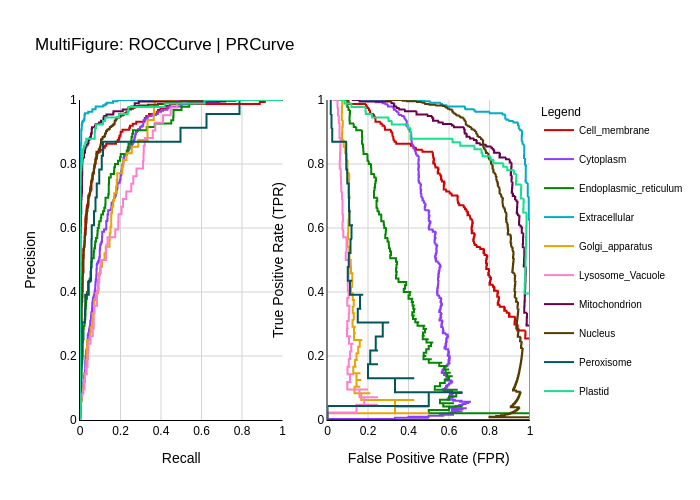 MultiFigure: ROCCurve | PRCurve
Precision
1
0.8
0.6
0.4
0.2
0
0 0.2 0.4 0.6 0.8 1
Recall
True Positive Rate (TPR)
1
0.8
0.6
0.4
0.2
0
0 0.2 0.4 0.6 0.8 1
False Positive Rate (FPR)
Legend
Cell_membrane
Cytoplasm
Endoplasmic_reticulum
Extracellular
Golgi_apparatus
Lysosome_Vacuole
Mitochondrion
Nucleus
Peroxisome
Plastid